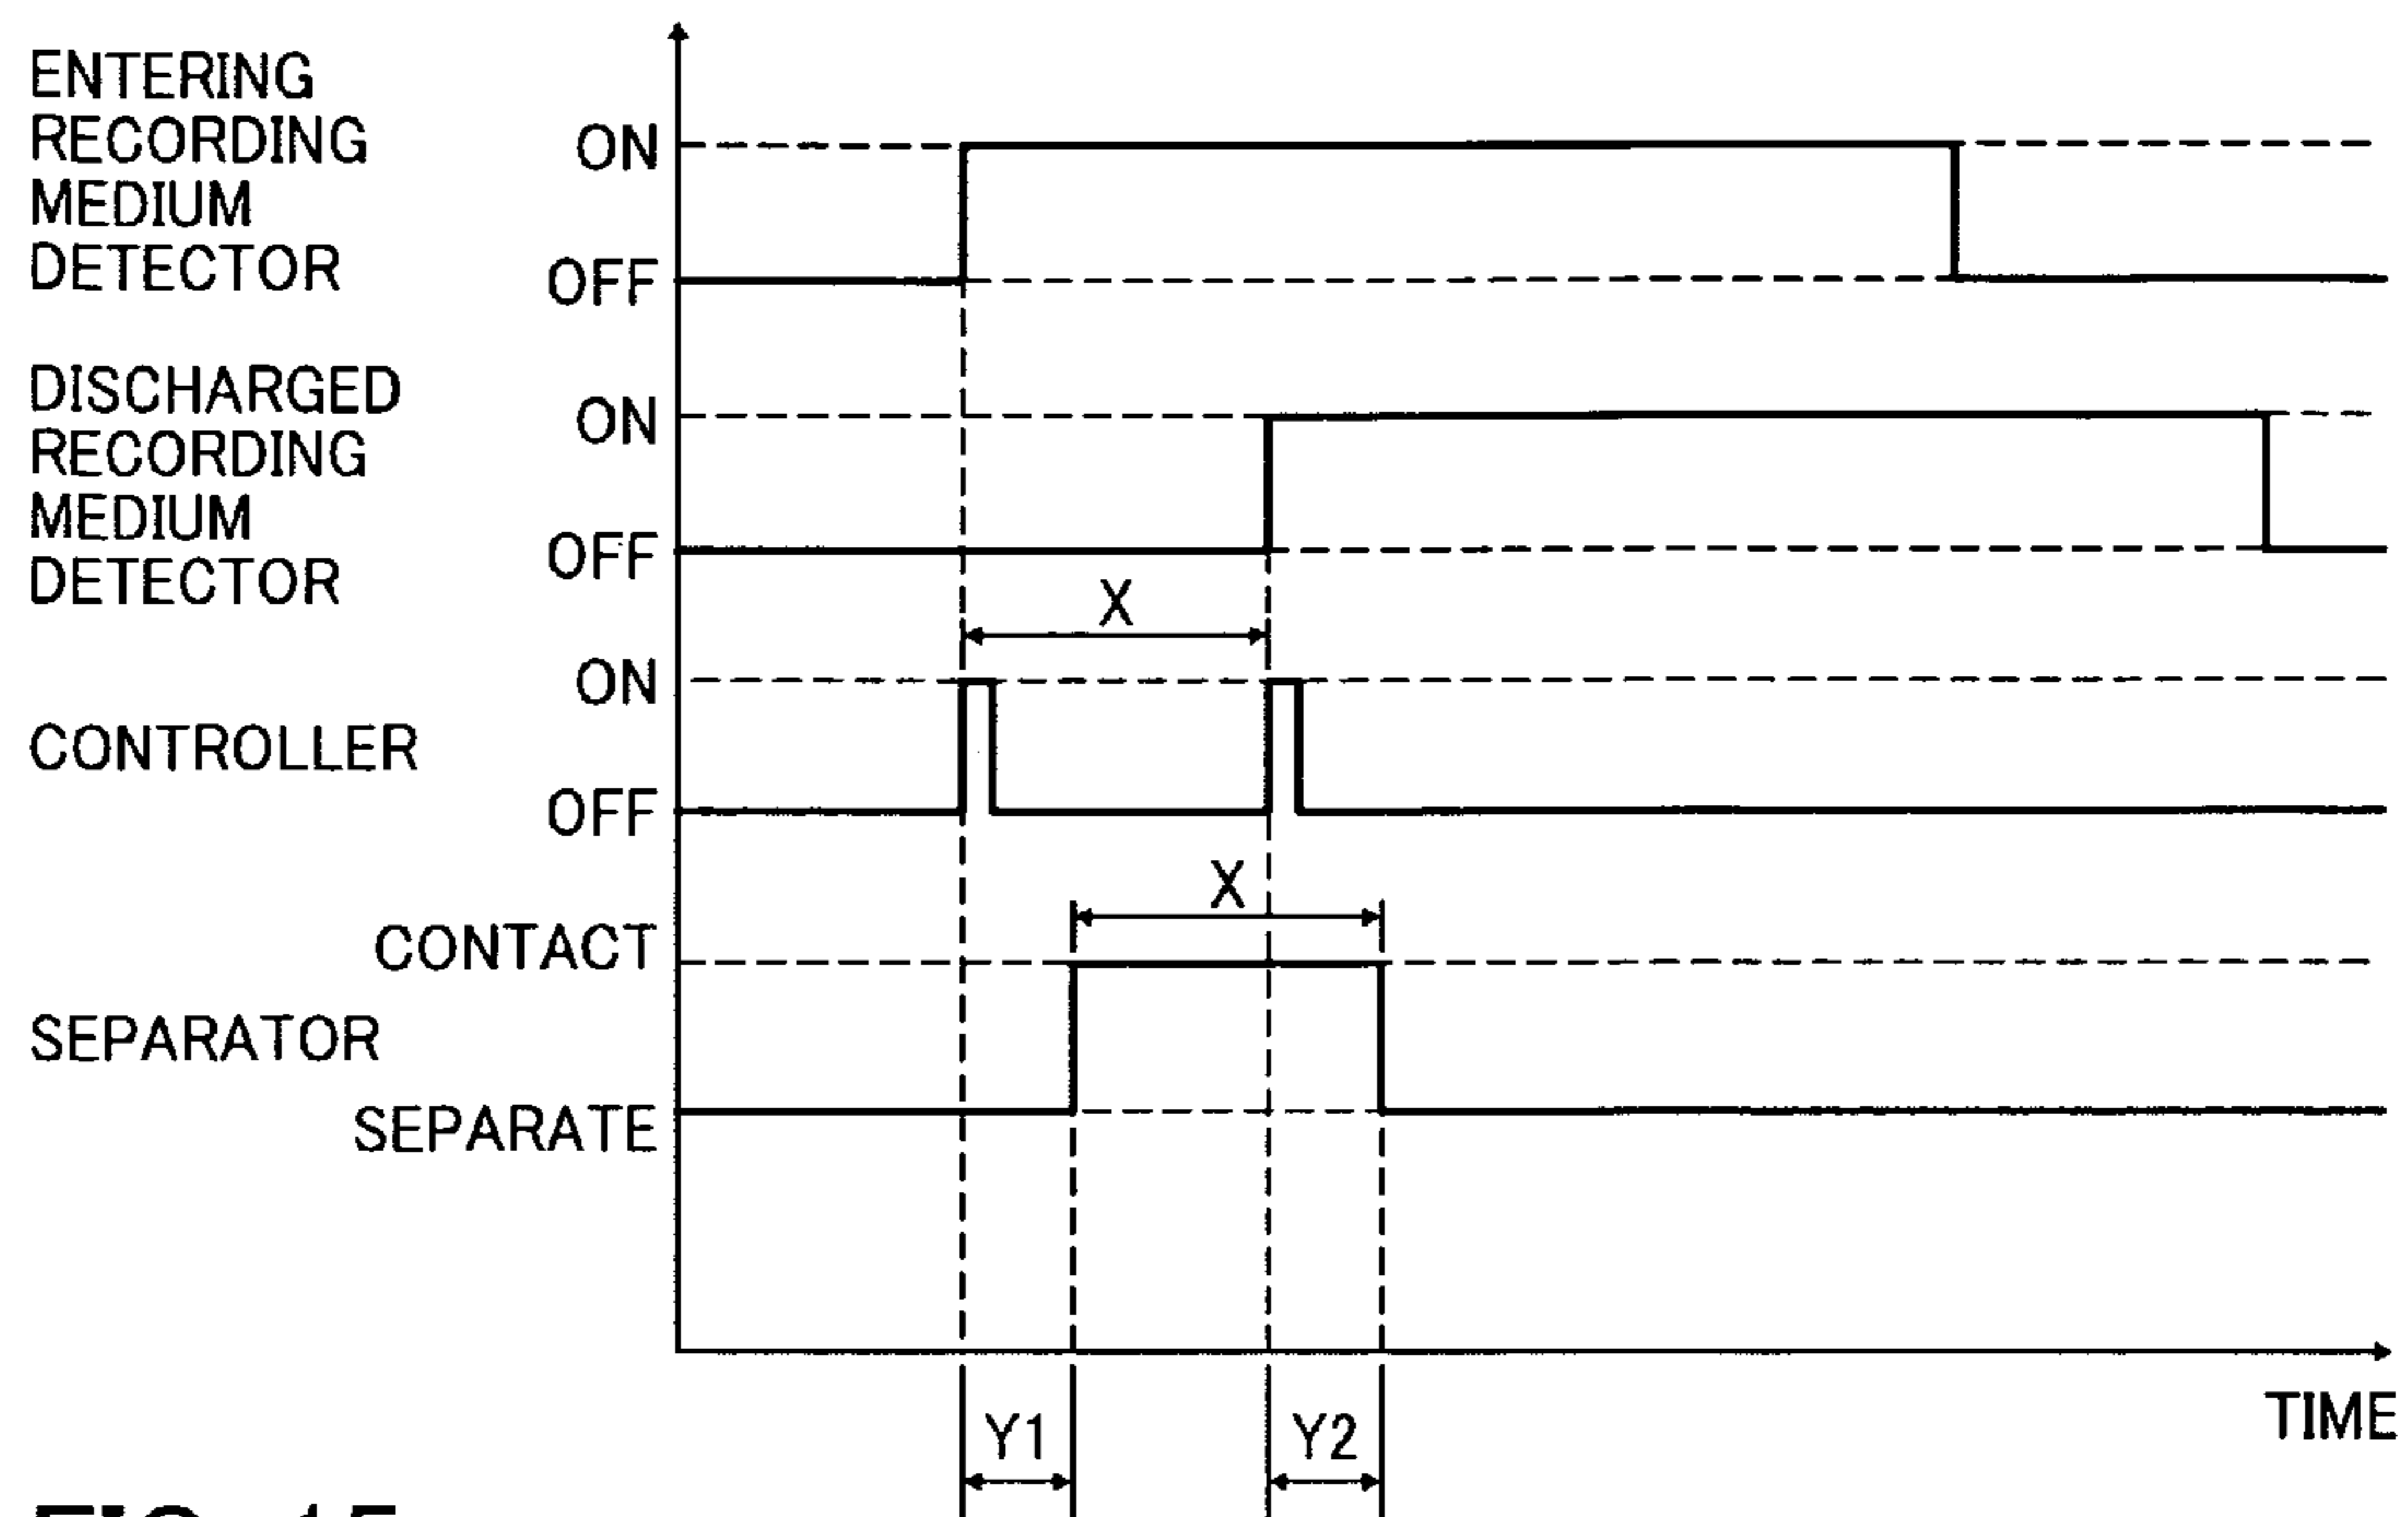 ENTERING
RECORDING
MEDIUM
DETECTOR
ON
OFF
DISCHARGED
RECORDING
MEDIUM
DETECTOR
ON
OFF
X
ON
CONTROLLER
OFF
X
CONTACT
SEPARATOR
SEPARATE
TIME
Y1
Y2